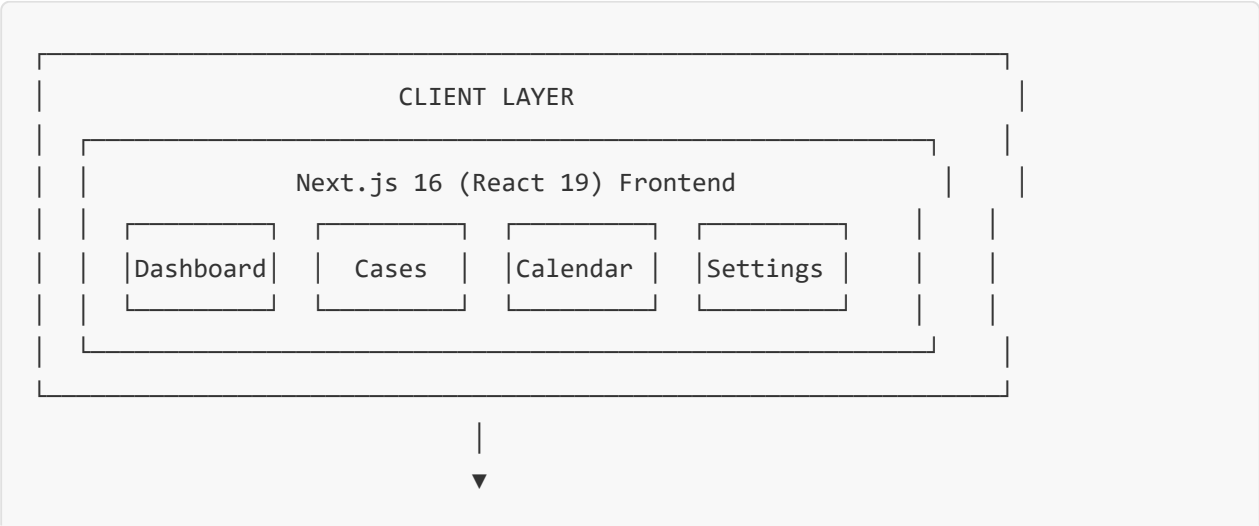 CLIENT LAYER
Next.js 16 (React 19) Frontend
Dashboard Cases Calendar Settings